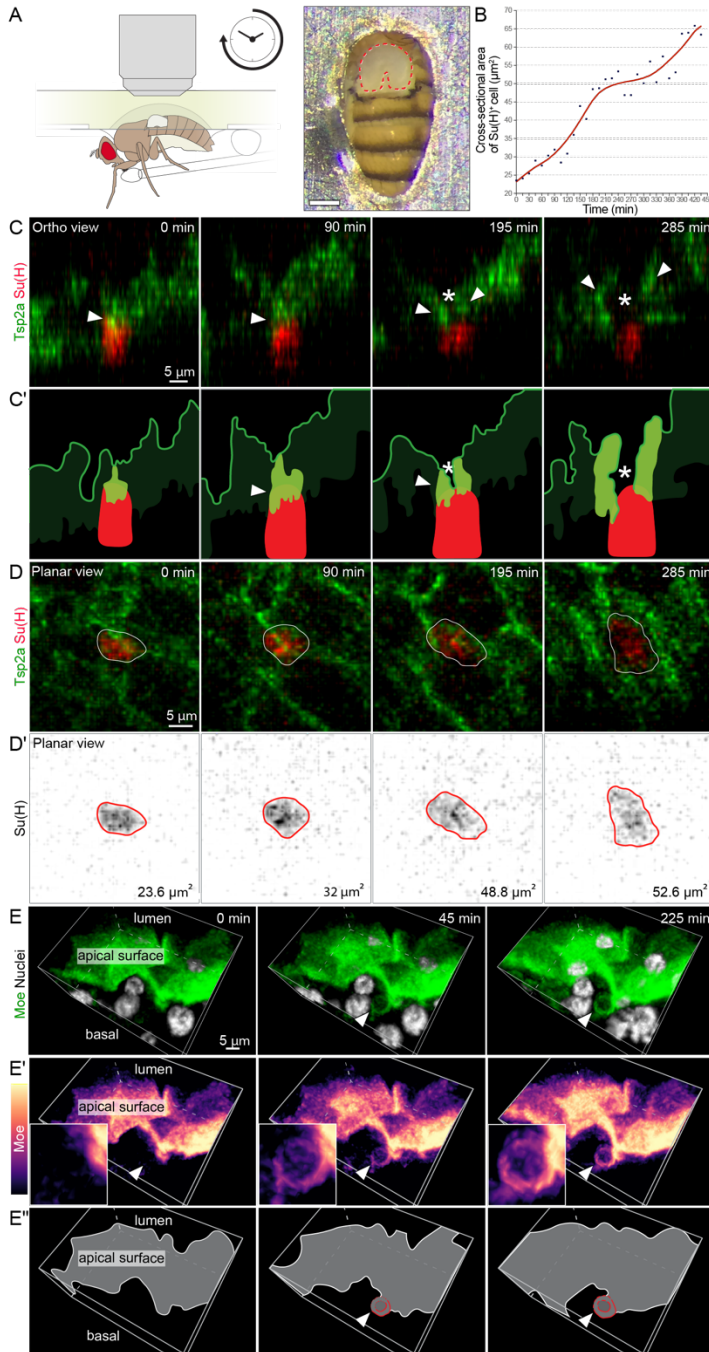 A
B
Cross-sectional area
of Su(H)⁺ cell (µm²)
70
65
60
55
50
45
40
35
30
25
20
0 30 60 90 120 150 180 210 240 270 300 330 360 390 420 45
Time (min)
C
Tsp2a Su(H)
Ortho view 0 min
90 min
195 min
285 min
*
*
5 µm
C'
*
*
D
Tsp2a Su(H)
Planar view 0 min
90 min
195 min
285 min
5 µm
D'
Su(H)
Planar view
23.6 µm²
32 µm²
48.8 µm²
52.6 µm²
E
Moe Nuclei
lumen 0 min
45 min
225 min
apical surface
basal
5 µm
E'
Moe
lumen
apical surface
E"
lumen
apical surface
basal